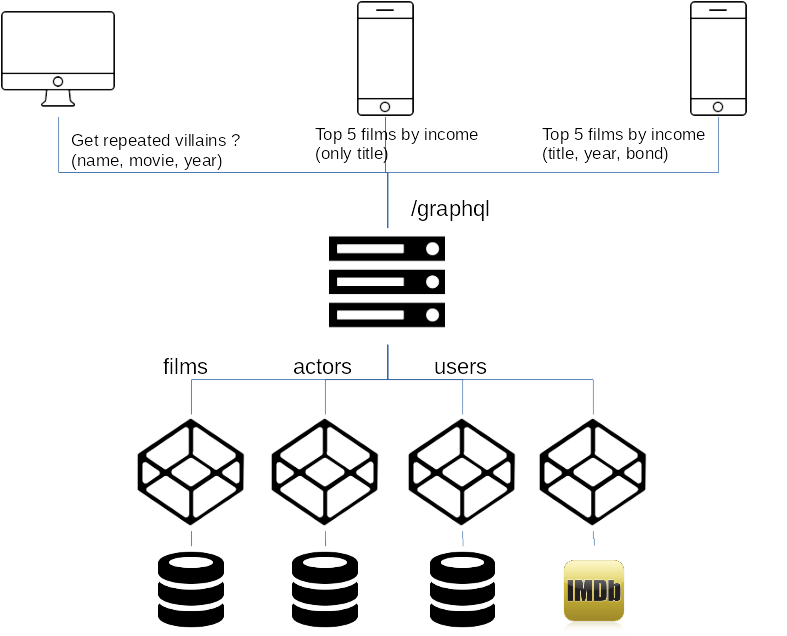 Get repeated villains ?
(name, movie, year)
Top 5 films by income
(only title)
Top 5 films by income
(title, year, bond)
/graphql
films
actors
users
IMDb